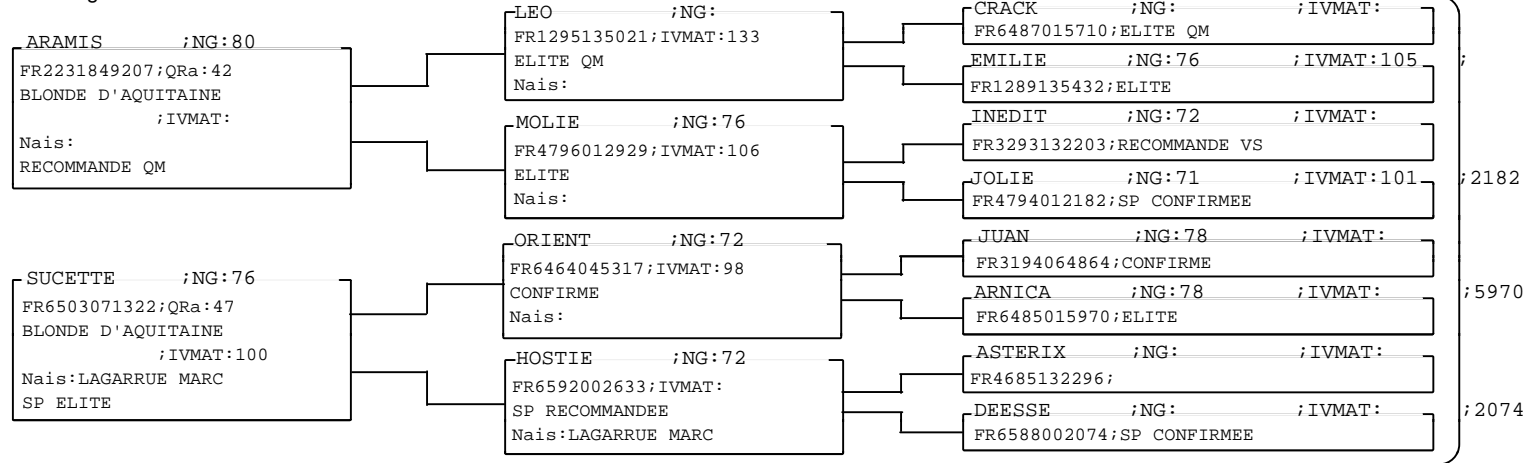 ARAMIS ;NG:80
FR2231849207;QRa:42
BLONDE D'AQUITAINE
;IVMAT:
Nais:
RECOMMANDE QM
SUCETTE ;NG:76
FR6503071322;QRa:47
BLONDE D'AQUITAINE
;IVMAT:100
Nais:LAGARRUE MARC
SP ELITE
LEO ;NG:
FR1295135021;IVMAT:133
ELITE QM
Nais:
MOLIE ;NG:76
FR4796012929;IVMAT:106
ELITE
Nais:
ORIENT ;NG:72
FR6464045317;IVMAT:98
CONFIRME
Nais:
HOSTIE ;NG:72
FR6592002633;IVMAT:
SP RECOMMANDEE
Nais:LAGARRUE MARC
CRACK ;NG: ;IVMAT:
FR6487015710;ELITE QM
EMILIE ;NG:76 ;IVMAT:105 ;
FR1289135432;ELITE
INEDIT ;NG:72 ;IVMAT:
FR3293132203;RECOMMANDE VS
JOLIE ;NG:71 ;IVMAT:101 ;2182
FR4794012182;SP CONFIRMEE
JUAN ;NG:78 ;IVMAT:
FR3194064864;CONFIRME
ARNICA ;NG:78 ;IVMAT: ;5970
FR6485015970;ELITE
ASTERIX ;NG: ;IVMAT:
FR4685132296;
DEESSE ;NG: ;IVMAT: ;2074
FR6588002074;SP CONFIRMEE